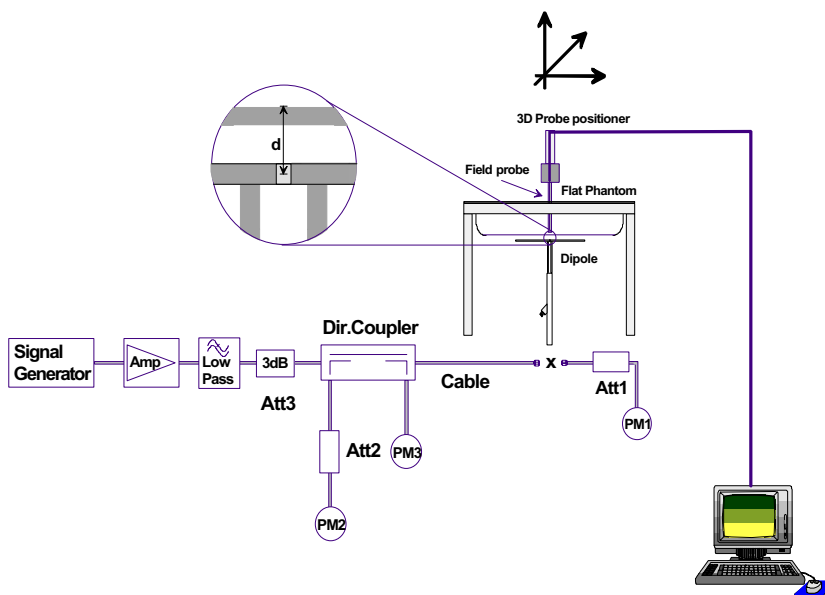 3D Probe positioner
d
Field probe
Flat Phantom
Dipole
Dir.Coupler
Signal
Generator
Amp
Low
Pass
3dB
Att3
Cable
x
Att1
PM1
Att2
PM3
PM2